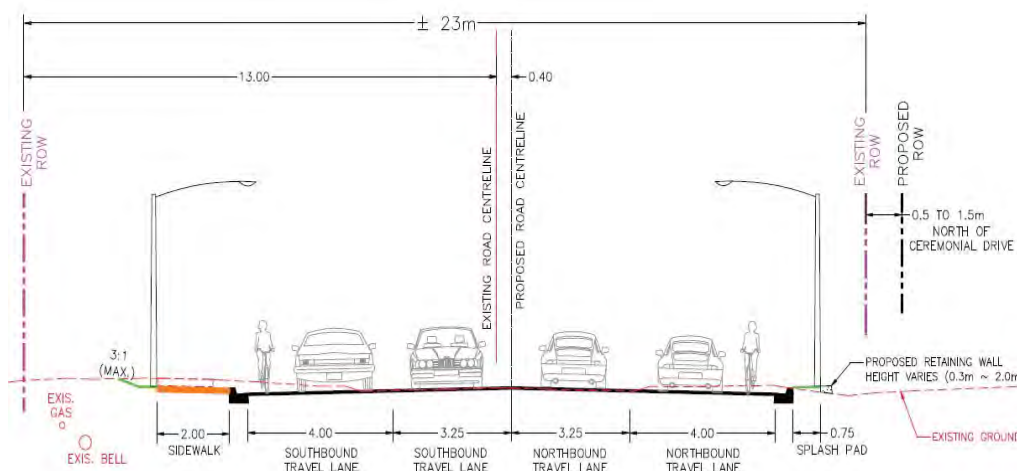 ± 23m
13.00
0.40
EXISTING
ROW
EXISTING ROAD CENTRELINE
PROPOSED ROAD CENTRELINE
EXISTING
ROW
PROPOSED
ROW
0.5 TO 1.5m
NORTH OF
CEREMONIAL DRIVE
3:1
(MAX.)
PROPOSED RETAINING WALL
HEIGHT VARIES (0.3m ~ 2.0m
EXIS.
GAS
EXIS. BELL
EXISTING GROUND
2.00
SIDEWALK
4.00
SOUTHBOUND
TRAVEL LANE
3.25
SOUTHBOUND
TRAVEL LANE
3.25
NORTHBOUND
TRAVEL LANE
4.00
NORTHBOUND
TRAVEL LANE
0.75
SPLASH PAD